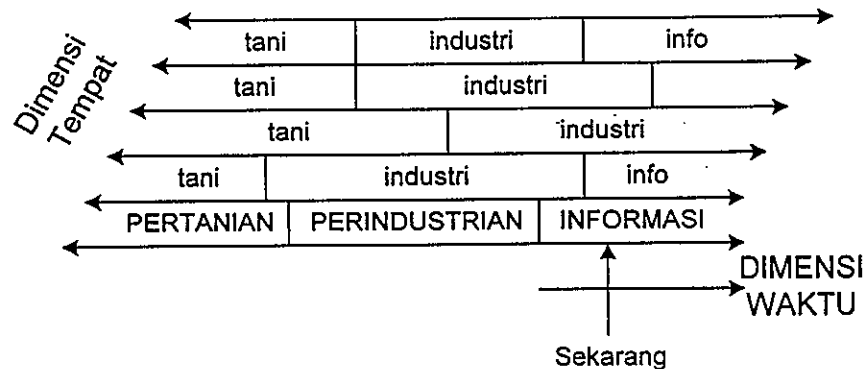 Dimensi
Tempat
tani industri info
tani industri
tani industri
tani industri info
PERTANIAN PERINDUSTRIAN INFORMASI
DIMENSI
WAKTU
Sekarang